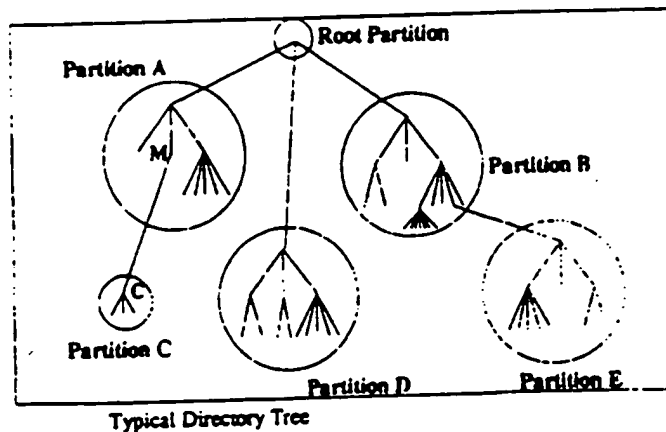 Root Partition
Partition A
M
Partition B
C
Partition C
Partition D
Partition E
Typical Directory Tree